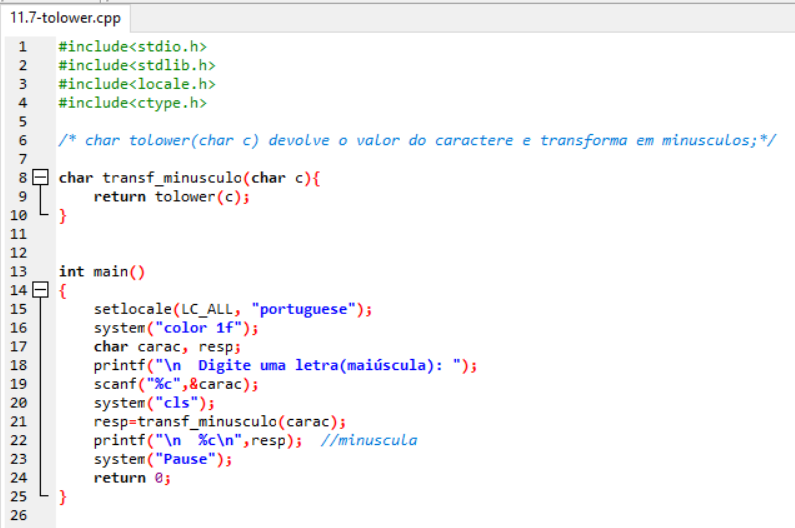 11.7-tolower.cpp
1 #include<stdio.h>
2 #include<stdlib.h>
3 #include<locale.h>
4 #include<ctype.h>
5
6 /* char tolower(char c) devolve o valor do caractere e transforma em minusculos;*/
7
8 char transf_minusculo(char c){
9 return tolower(c);
10 }
11
12
13 int main()
14 {
15 setlocale(LC_ALL, "portuguese");
16 system("color 1f");
17 char carac, resp;
18 printf("\n  Digite uma letra(maiúscula): ");
19 scanf("%c",&carac);
20 system("cls");
21 resp=transf_minusculo(carac);
22 printf("\n  %c\n",resp);  //minuscula
23 system("Pause");
24 return 0;
25 }
26